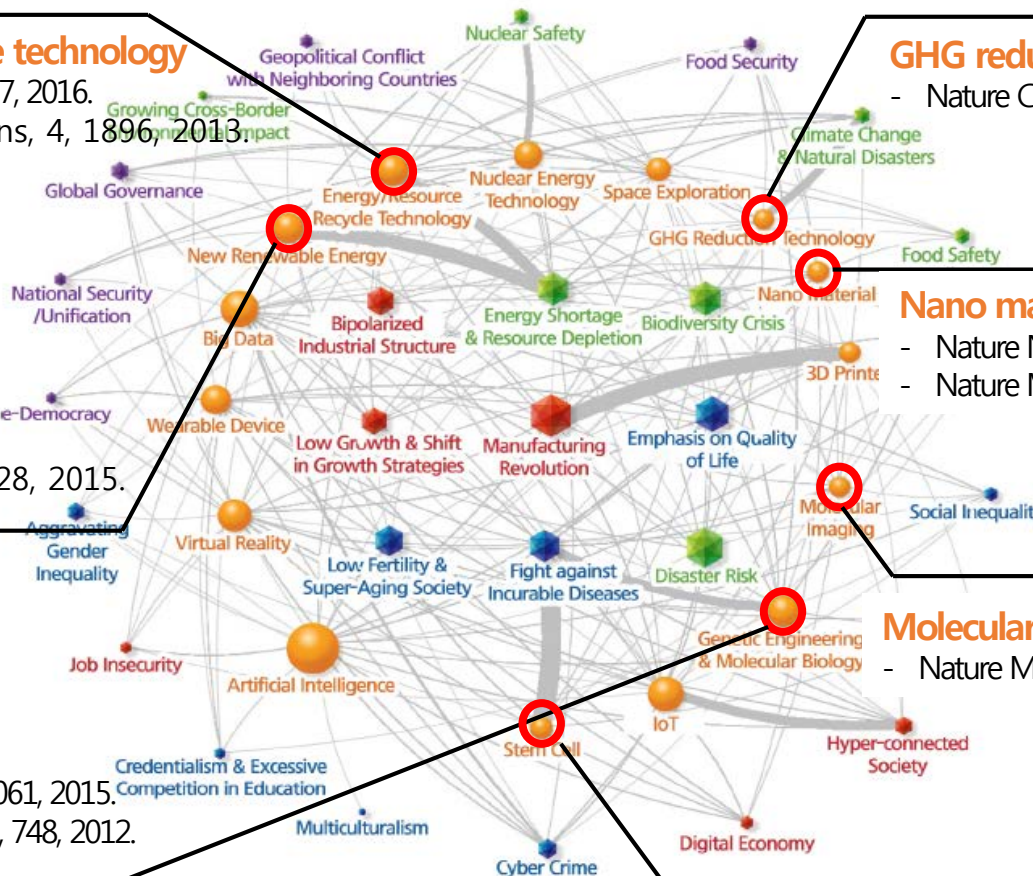 e technology
7, 2016.
ns, 4, 1896, 2013.
Nuclear Safety
Geopolitical Conflict
with Neighboring Countries
Food Security
GHG redu
- Nature C
Growing Cross-Border
Environmental Impact
Climate Change
& Natural Disasters
Global Governance
Energy/Resource
Recycle Technology
Nuclear Energy
Technology
Space Exploration
GHG Reduction Technology
Food Safety
New Renewable Energy
National Security
/Unification
Big Data
Bipolarized
Industrial Structure
Energy Shortage
& Resource Depletion
Biodiversity Crisis
Nano Material
Nano ma
- Nature N
- Nature M
3D Printe
e-Democracy
Wearable Device
Low Growth & Shift
in Growth Strategies
Manufacturing
Revolution
Emphasis on Quality
of Life
28, 2015.
Aggravating
Gender
Inequality
Virtual Reality
Low Fertility &
Super-Aging Society
Fight against
Incurable Diseases
Disaster Risk
Molecular
Imaging
Social Inequalit
Job Insecurity
Artificial Intelligence
Genetic Engineering
& Molecular Biology
Molecular
- Nature M
Stem Cell
IoT
Hyper-connected
Society
Credentialism & Excessive
Competition in Education
061, 2015.
, 748, 2012.
Multiculturalism
Cyber Crime
Digital Economy